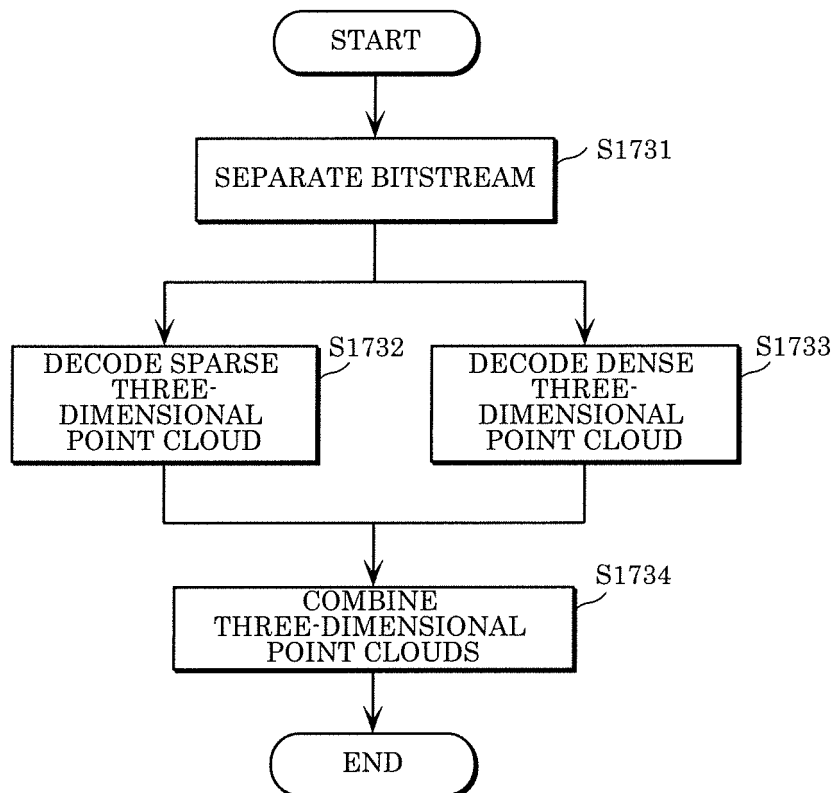 START
SEPARATE BITSTREAM
S1731
DECODE SPARSE
THREE-
DIMENSIONAL
POINT CLOUD
S1732
DECODE DENSE
THREE-
DIMENSIONAL
POINT CLOUD
S1733
COMBINE
THREE-DIMENSIONAL
POINT CLOUDS
S1734
END